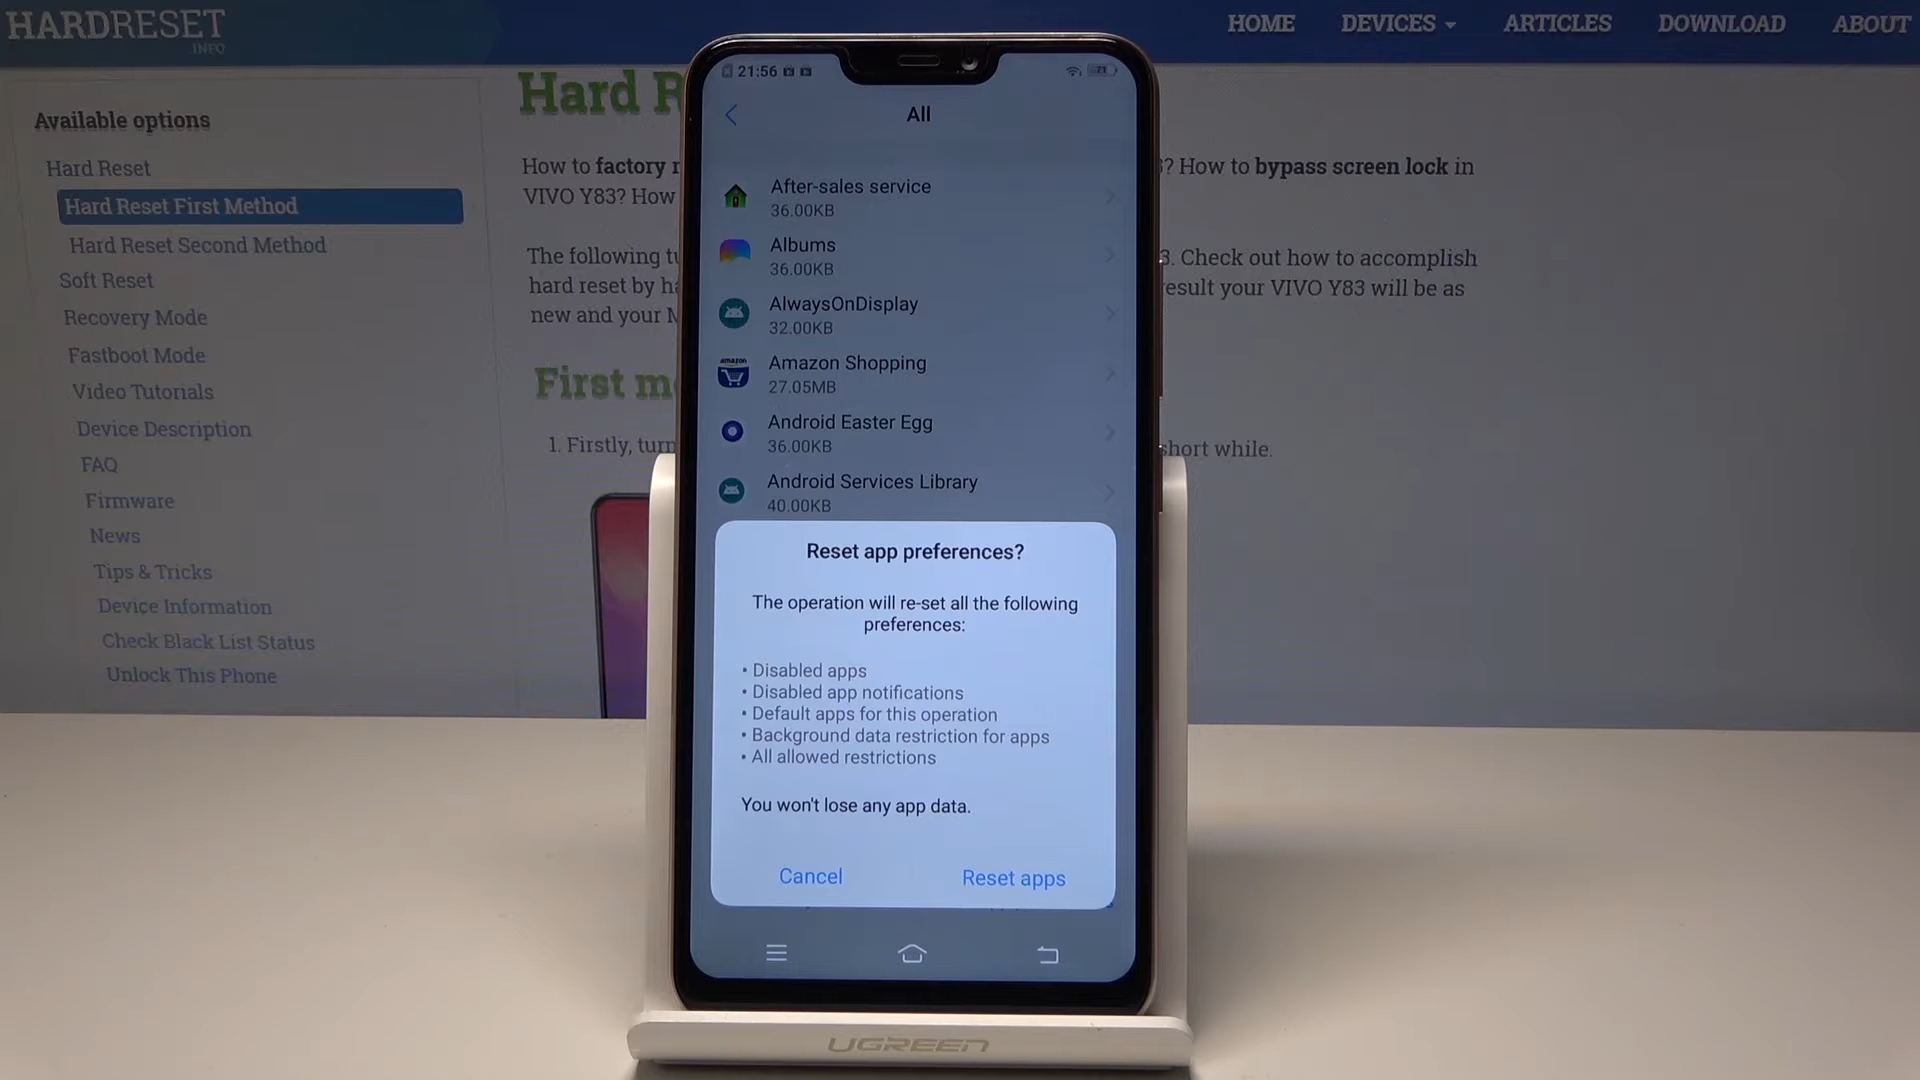 HARDRESET
INFO
HOME DEVICES ARTICLES DOWNLOAD ABOUT
Available options
Hard Reset
Hard Reset First Method
Hard Reset Second Method
Soft Reset
Recovery Mode
Fastboot Mode
Video Tutorials
Device Description
FAQ
Firmware
News
Tips & Tricks
Device Information
Check Black List Status
Unlock This Phone
Hard R
How to factory r ? How to bypass screen lock in
VIVO Y83? How
The following tu 3. Check out how to accomplish
hard reset by ha esult your VIVO Y83 will be as
new and your M
First me
1. Firstly, turn short while.
21:56 71
All
After-sales service
36.00KB
Albums
36.00KB
AlwaysOnDisplay
32.00KB
amazon
Amazon Shopping
27.05MB
Android Easter Egg
36.00KB
Android Services Library
40.00KB
Reset app preferences?
The operation will re-set all the following
preferences:
• Disabled apps
• Disabled app notifications
• Default apps for this operation
• Background data restriction for apps
• All allowed restrictions
You won't lose any app data.
Cancel Reset apps
UGREEN